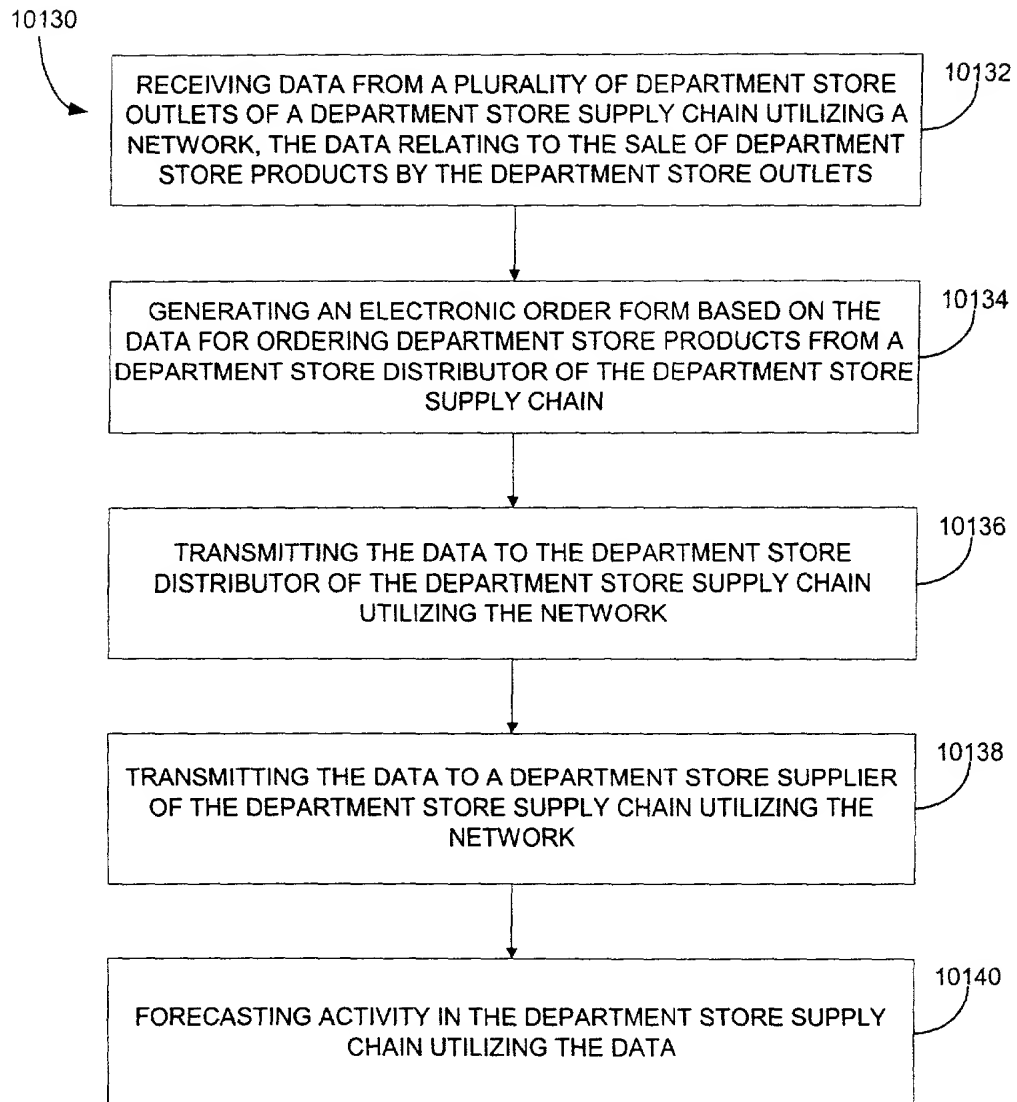 10130
RECEIVING DATA FROM A PLURALITY OF DEPARTMENT STORE
OUTLETS OF A DEPARTMENT STORE SUPPLY CHAIN UTILIZING A
NETWORK, THE DATA RELATING TO THE SALE OF DEPARTMENT
STORE PRODUCTS BY THE DEPARTMENT STORE OUTLETS
10132
GENERATING AN ELECTRONIC ORDER FORM BASED ON THE
DATA FOR ORDERING DEPARTMENT STORE PRODUCTS FROM A
DEPARTMENT STORE DISTRIBUTOR OF THE DEPARTMENT STORE
SUPPLY CHAIN
10134
TRANSMITTING THE DATA TO THE DEPARTMENT STORE
DISTRIBUTOR OF THE DEPARTMENT STORE SUPPLY CHAIN
UTILIZING THE NETWORK
10136
TRANSMITTING THE DATA TO A DEPARTMENT STORE SUPPLIER
OF THE DEPARTMENT STORE SUPPLY CHAIN UTILIZING THE
NETWORK
10138
FORECASTING ACTIVITY IN THE DEPARTMENT STORE SUPPLY
CHAIN UTILIZING THE DATA
10140